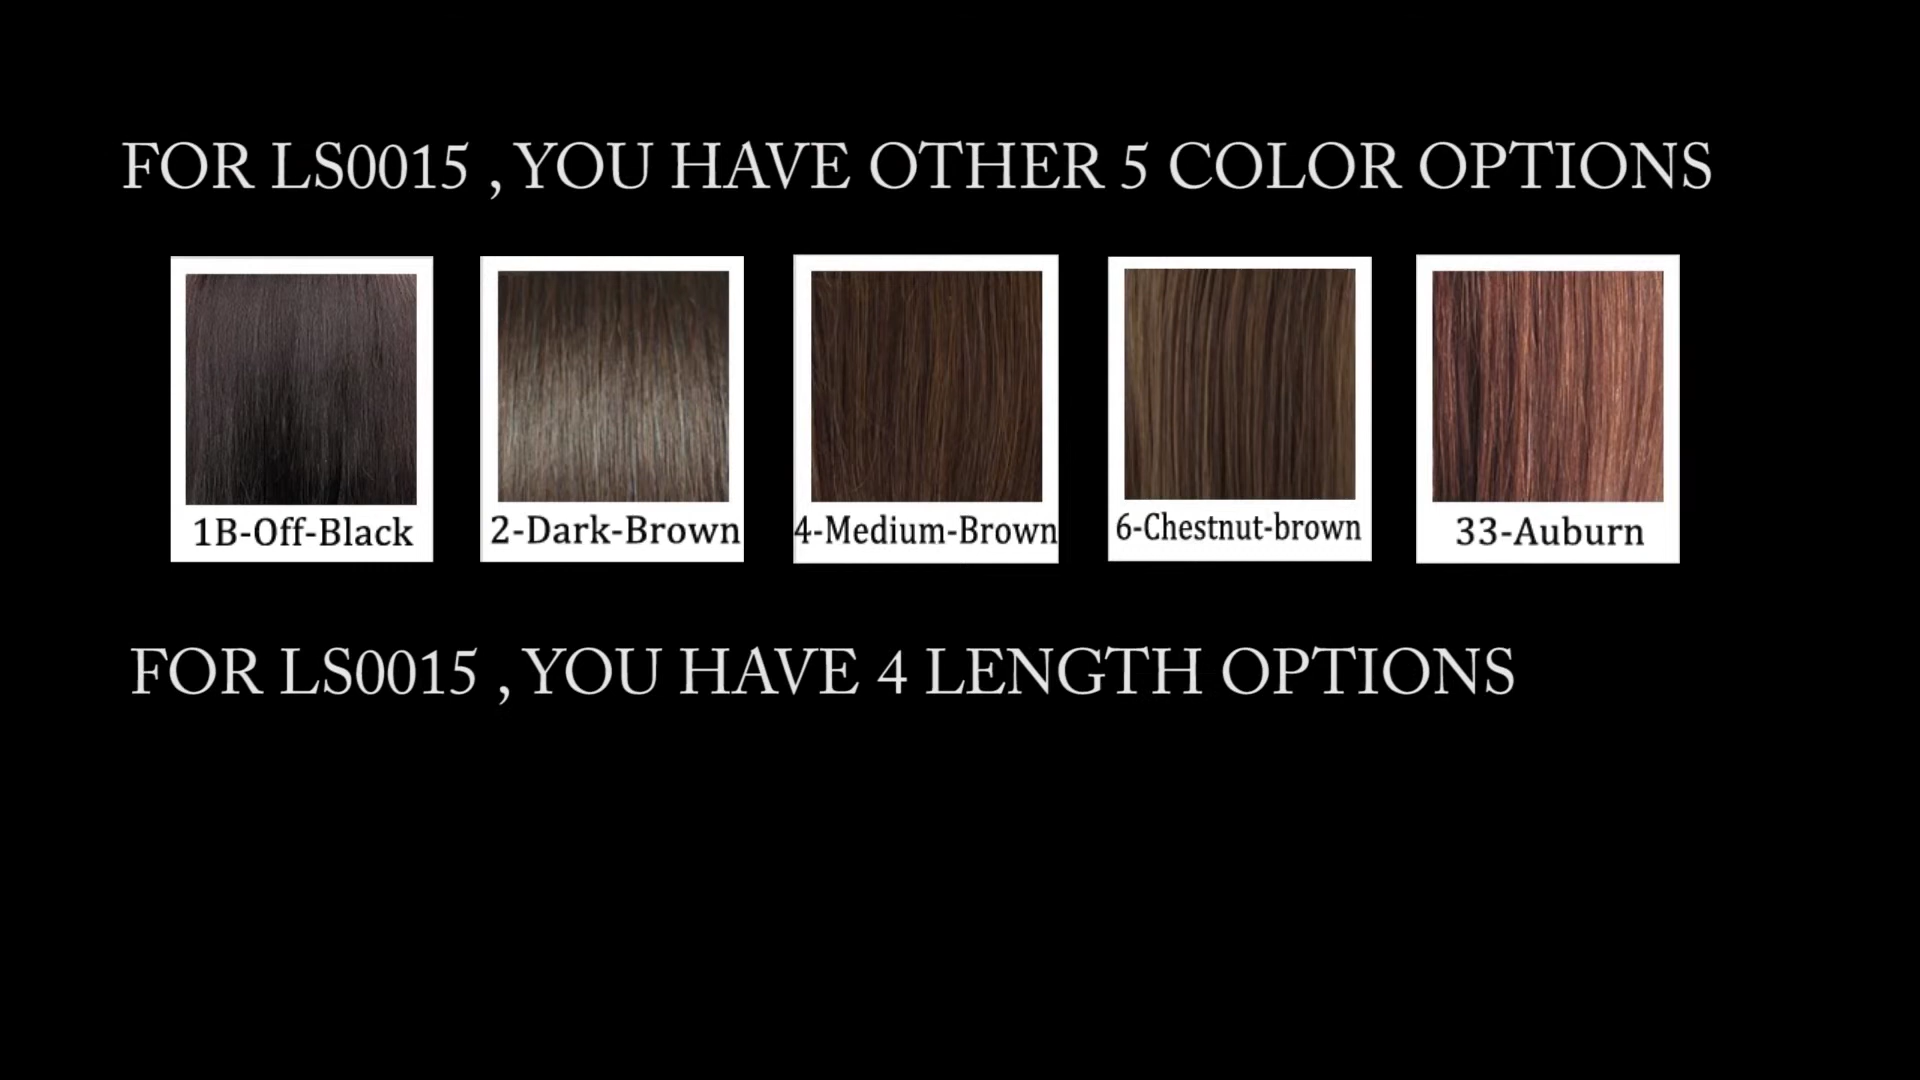 FOR LS0015 , YOU HAVE OTHER 5 COLOR OPTIONS
1B-Off-Black
2-Dark-Brown
4-Medium-Brown
6-Chestnut-brown
33-Auburn
FOR LS0015 , YOU HAVE 4 LENGTH OPTIONS